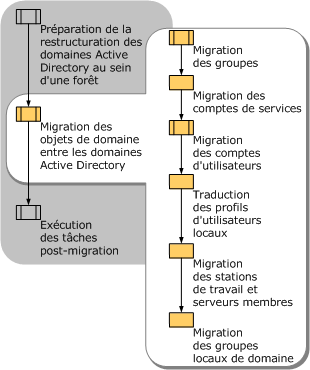 Préparation de la
restructuration des
domaines Active
Directory au sein
d'une forêt
Migration des
objets de domaine
entre les domaines
Active Directory
Exécution
des tâches
post-migration
Migration
des groupes
Migration des
comptes de services
Migration
des comptes
d'utilisateurs
Traduction
des profils
d'utilisateurs
locaux
Migration
des stations
de travail et
serveurs membres
Migration
des groupes
locaux de domaine